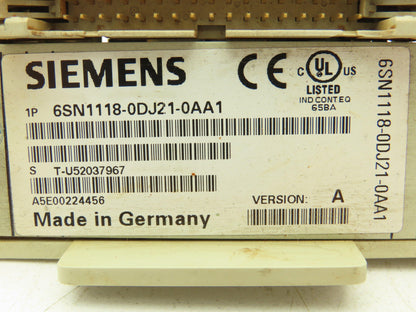 SIEMENS
CE
C UL US
LISTED
IND CONT EQ
65BA
1P 6SN1118-0DJ21-0AA1
S T-U52037967
A5E00224456
VERSION: A
Made in Germany
6SN1118-0DJ21-0AA1